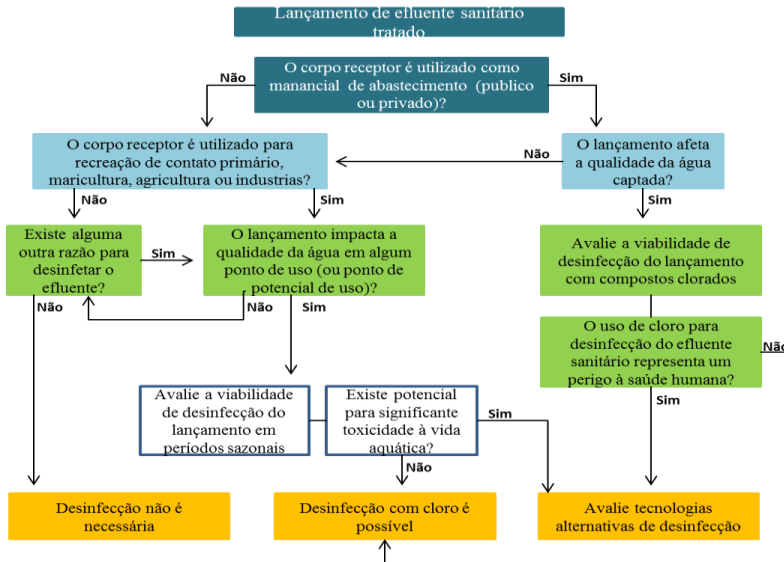 Lançamento de efluente sanitário
tratado
Não
O corpo receptor é utilizado como
manancial de abastecimento (publico
ou privado)?
Sim
O corpo receptor é utilizado para
recreação de contato primário,
maricultura, agricultura ou industrias?
Não
O lançamento afeta
a qualidade da água
captada?
Não
Sim
Sim
Existe alguma
outra razão para
desinfetar o
efluente?
Sim
O lançamento impacta a
qualidade da água em algum
ponto de uso (ou ponto de
potencial de uso)?
Avalie a viabilidade de
desinfecção do lançamento
com compostos clorados
Não
Não
Sim
O uso de cloro para
desinfecção do efluente
sanitário representa um
perigo à saúde humana?
Não
Avalie a viabilidade
de desinfecção do
lançamento em
períodos sazonais
Existe potencial
para significante
toxicidade à vida
aquática?
Sim
Sim
Não
Desinfecção não é
necessária
Desinfecção com cloro é
possível
Avalie tecnologias
alternativas de desinfecção